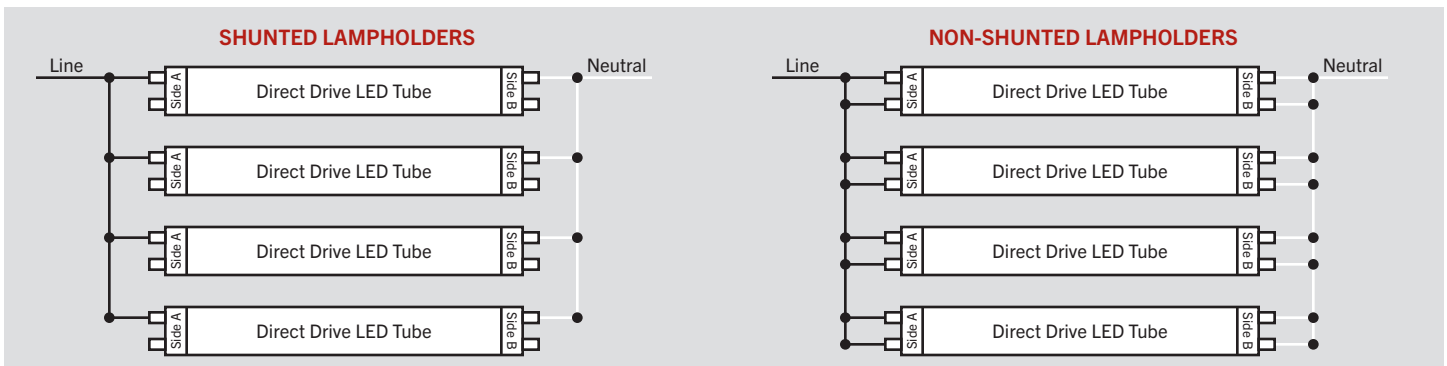 SHUNTED LAMPHOLDERS
Line
Neutral
Side A
Direct Drive LED Tube
Side B
Side A
Direct Drive LED Tube
Side B
Side A
Direct Drive LED Tube
Side B
Side A
Direct Drive LED Tube
Side B
NON-SHUNTED LAMPHOLDERS
Line
Neutral
Side A
Direct Drive LED Tube
Side B
Side A
Direct Drive LED Tube
Side B
Side A
Direct Drive LED Tube
Side B
Side A
Direct Drive LED Tube
Side B